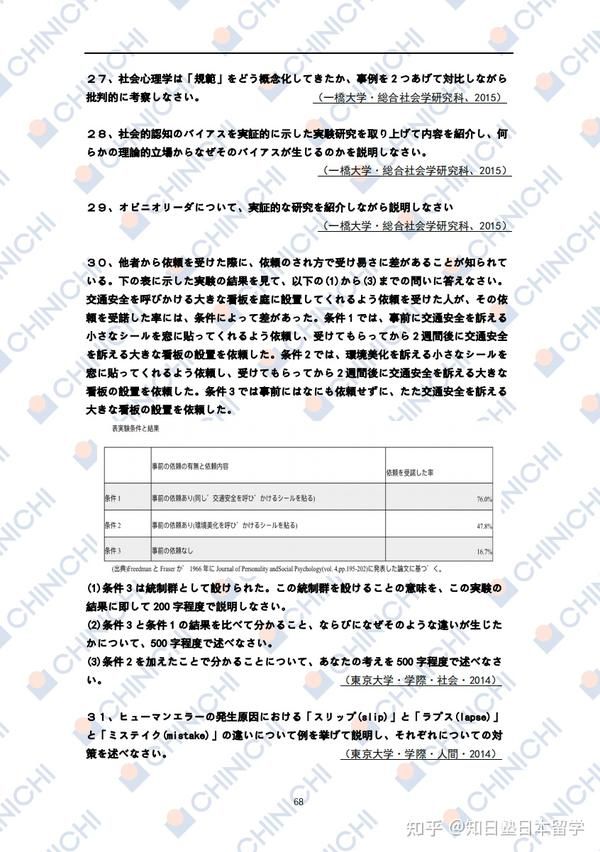 27、社会心理学は「規範」をどう概念化してきたか、事例を2つあげて対比しながら
批判的に考察しなさい。 (一橋大学・総合社会学研究科、2015)
28、社会的認知のバイアスを実証的に示した実験研究を取り上げて内容を紹介し、何
らかの理論的立場からなぜそのバイアスが生じるのかを説明しなさい。
(一橋大学・総合社会学研究科、2015)
29、オピニオリーダについて、実証的な研究を紹介しながら説明しなさい
(一橋大学・総合社会学研究科、2015)
30、他者から依頼を受けた際に、依頼のされ方で受け易さに差があることが知られて
いる。下の表に示した実験の結果を見て、以下の(1)から(3)までの問いに答えなさい。
交通安全を呼びかける大きな看板を庭に設置してくれるよう依頼を受けた人が、その依
頼を受諾した率には、条件によって差があった。条件1では、事前に交通安全を訴える
小さなシールを窓に貼ってくれるよう依頼し、受けてもらってから2週間後に交通安全
を訴える大きな看板の設置を依頼した。条件2では、環境美化を訴える小さなシールを
窓に貼ってくれるよう依頼し、受けてもらってから2週間後に交通安全を訴える大きな
看板の設置を依頼した。条件3では事前にはなにも依頼せずに、たた交通安全を訴える
大きな看板の設置を依頼した。
表実験条件と結果
事前の依頼の有無と依頼内容 依頼を受諾した率
条件1 事前の依頼あり(同し゛交通安全を呼ひ゛かけるシールを貼る) 76.0%
条件2 事前の依頼あり(環境美化を呼ひ゛かけるシールを貼る) 47.8%
条件3 事前の依頼なし 16.7%
(出典)Freedman と Fraser か゛1966年に Journal of Personality andSocial Psychology(vol. 4,pp.195-202)に発表した論文に基つ゛く。
(1)条件3は統制群として設けられた。この統制群を設けることの意味を、この実験の
結果に即して200字程度で説明しなさい。
(2)条件3と条件1の結果を比べて分かること、ならびになぜそのような違いが生じた
かについて、500字程度で述べなさい。
(3)条件2を加えたことで分かることについて、あなたの考えを500字程度で述べなさ
い。 (東京大学・学際・社会・2014)
31、ヒューマンエラーの発生原因における「スリップ(slip)」と「ラプス(lapse)」
と「ミステイク(mistake)」の違いについて例を挙げて説明し、それぞれについての対
策を述べなさい。 (東京大学・学際・人間・2014)
68
知乎 @知日塾日本留学
CHINICHI